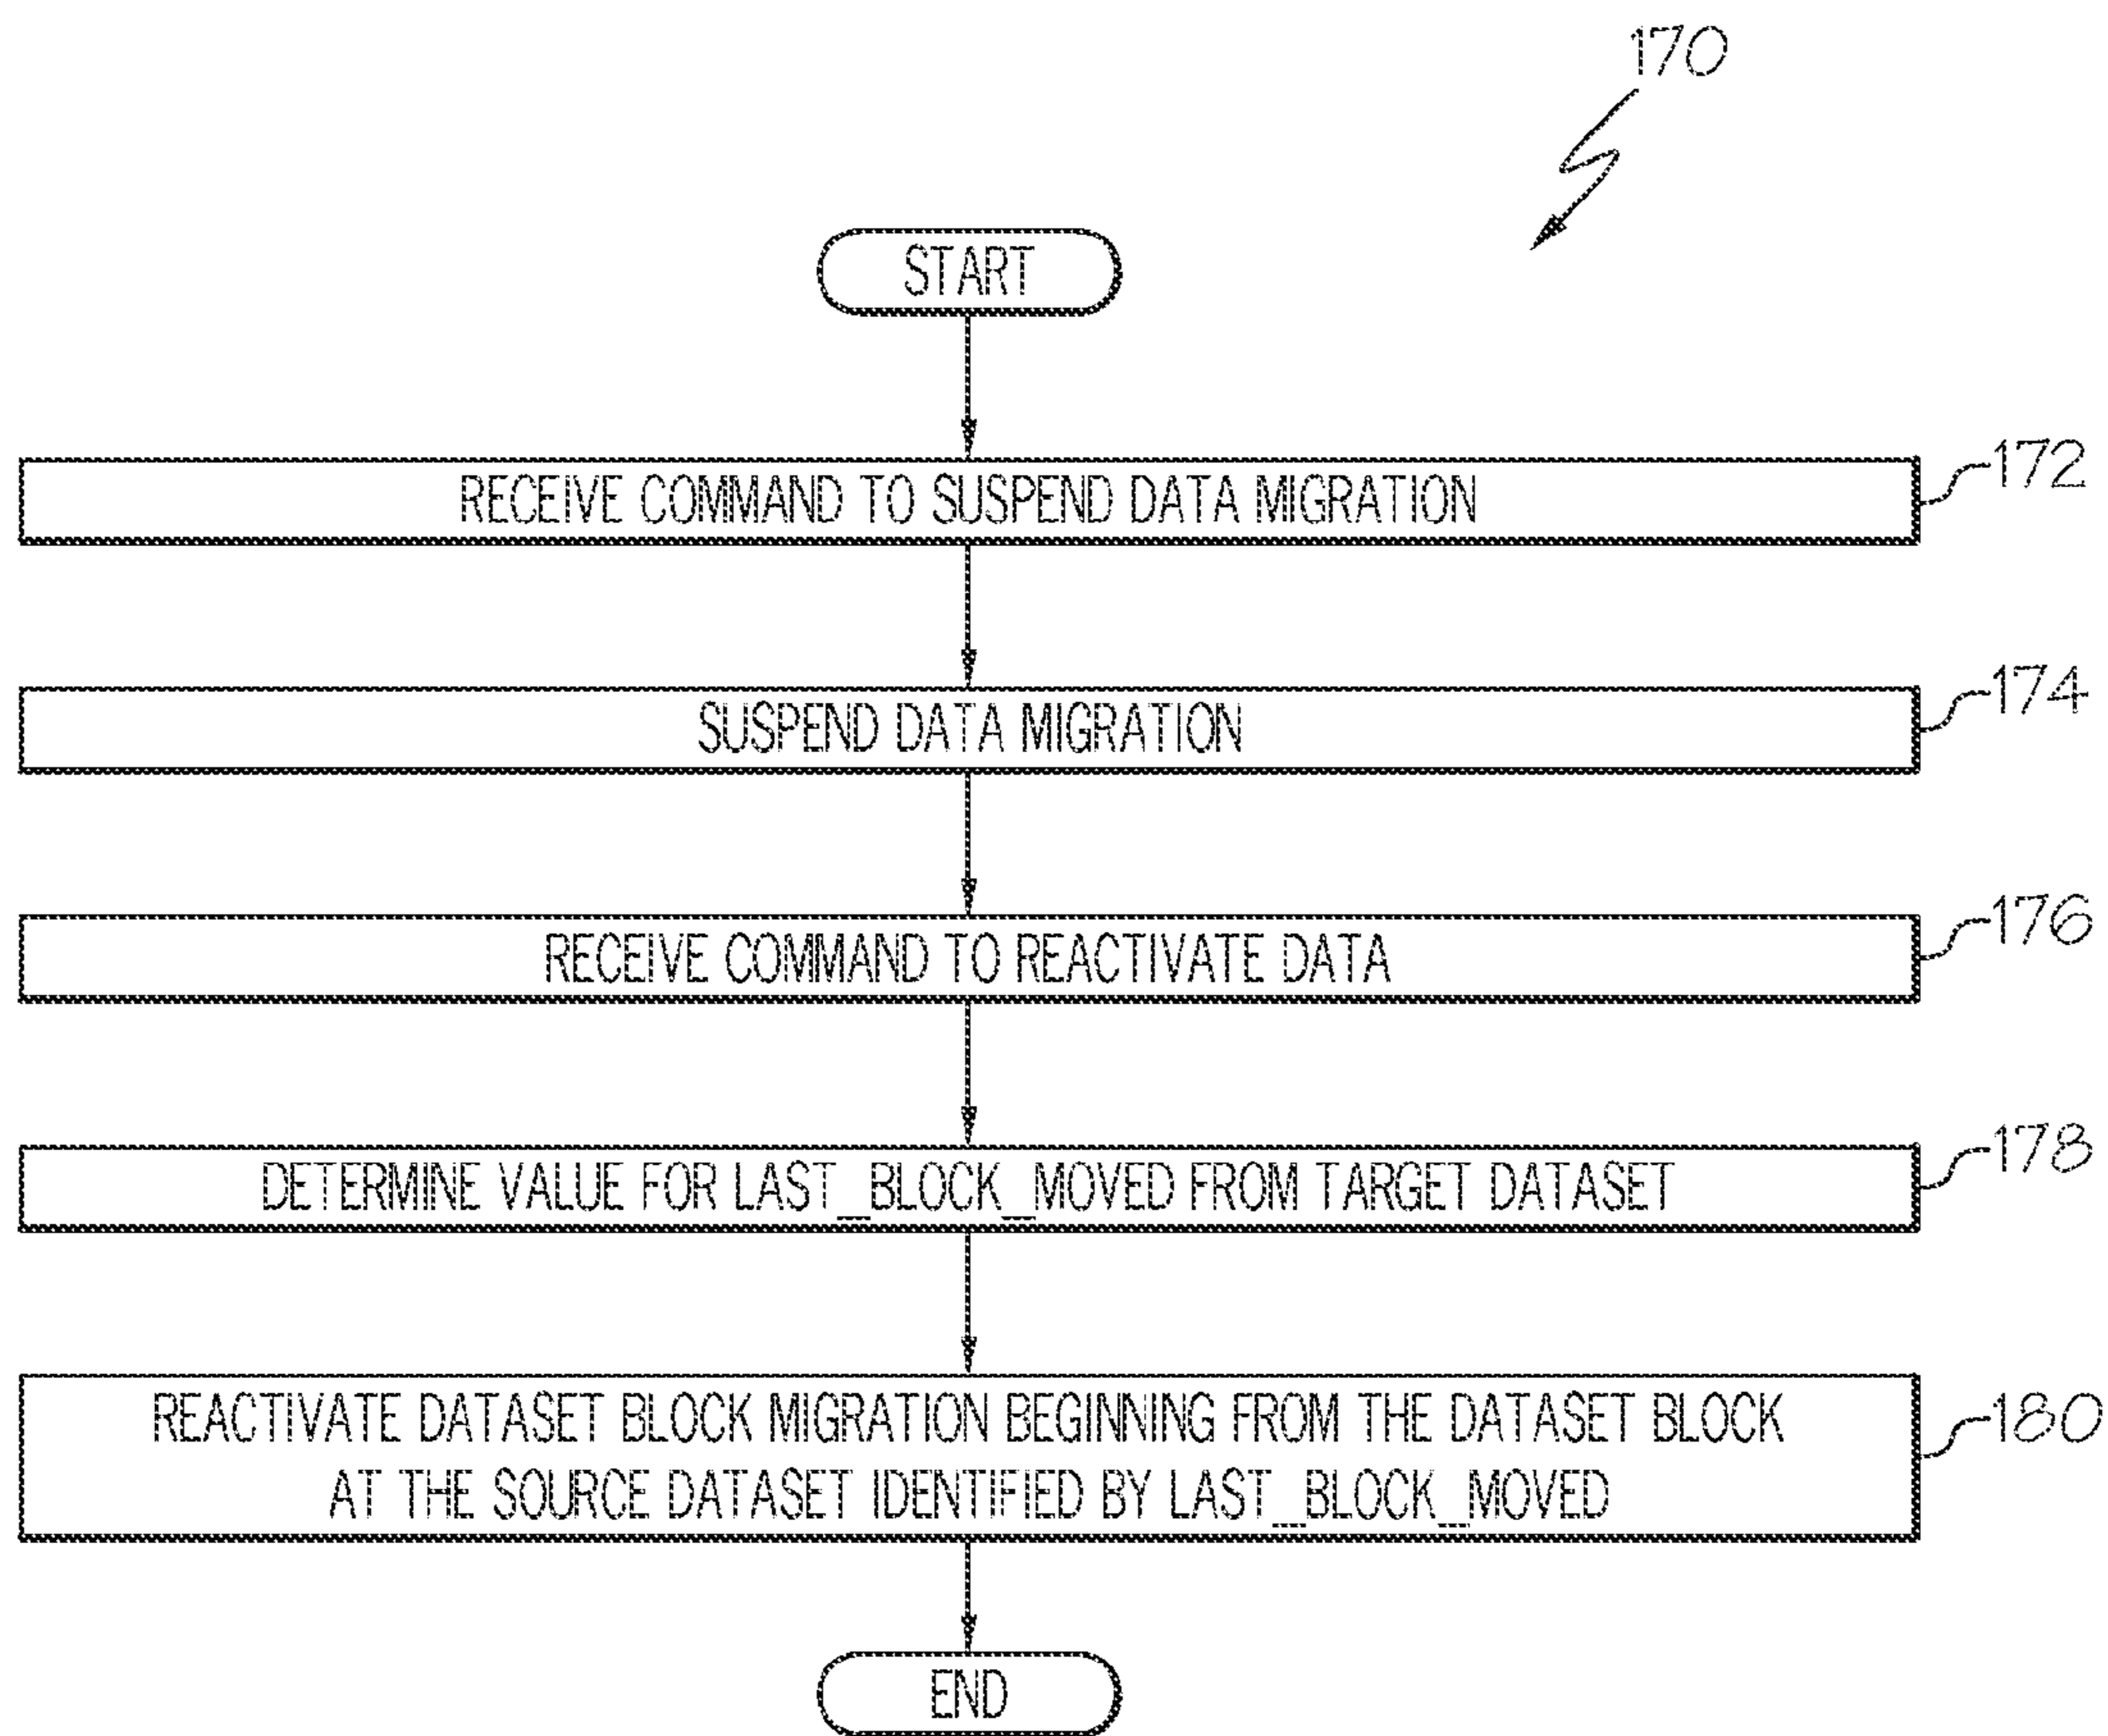 170
START
RECEIVE COMMAND TO SUSPEND DATA MIGRATION
172
SUSPEND DATA MIGRATION
174
RECEIVE COMMAND TO REACTIVATE DATA
176
DETERMINE VALUE FOR LAST_BLOCK_MOVED FROM TARGET DATASET
178
REACTIVATE DATASET BLOCK MIGRATION BEGINNING FROM THE DATASET BLOCK
AT THE SOURCE DATASET IDENTIFIED BY LAST_BLOCK_MOVED
180
END